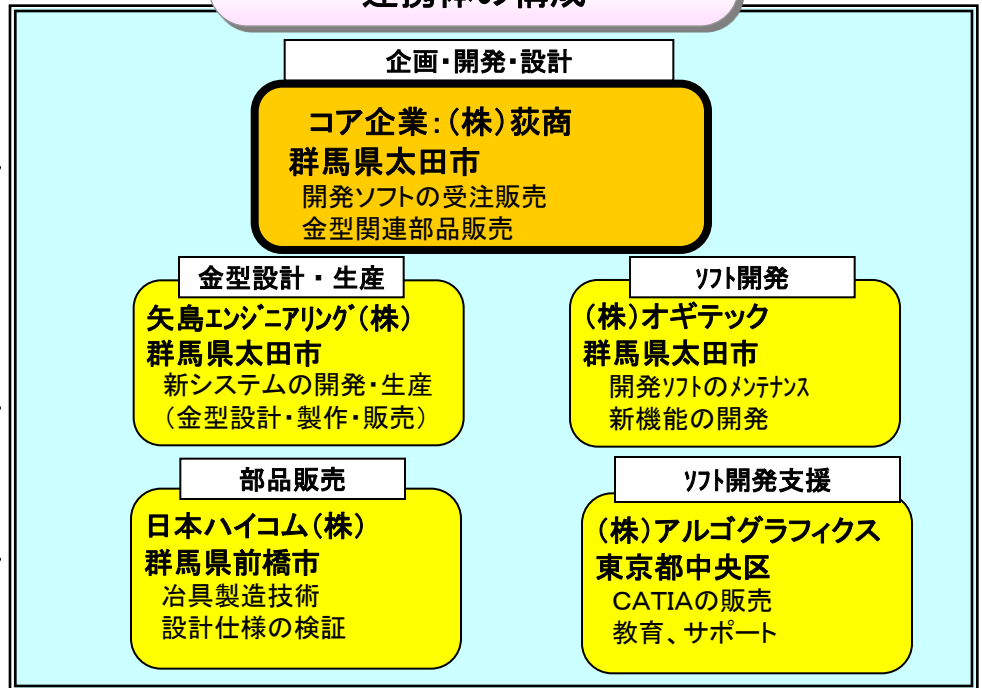 連携体の構成
企画・開発・設計
コア企業:(株)荻商
群馬県太田市
開発ソフトの受注販売
金型関連部品販売
金型設計・生産
矢島エンジニアリング(株)
群馬県太田市
新システムの開発・生産
(金型設計・製作・販売)
ソフト開発
(株)オギテック
群馬県太田市
開発ソフトのメンテナンス
新機能の開発
部品販売
日本ハイコム(株)
群馬県前橋市
冶具製造技術
設計仕様の検証
ソフト開発支援
(株)アルゴグラフィクス
東京都中央区
CATIAの販売
教育、サポート